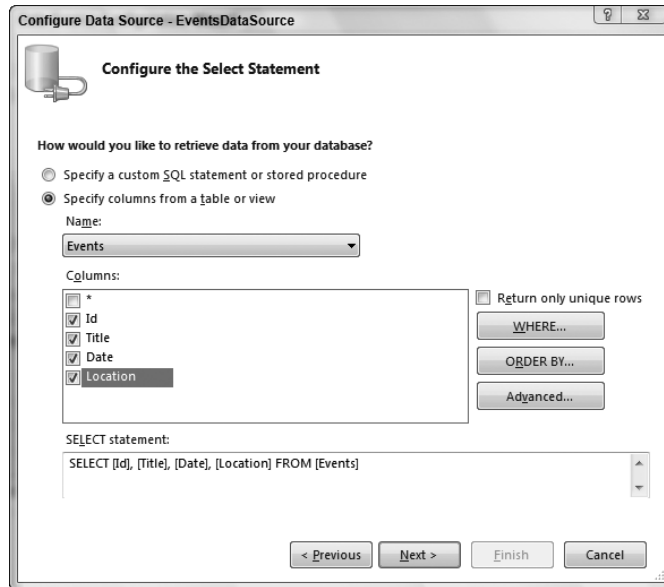 Configure Data Source - EventsDataSource
Configure the Select Statement
How would you like to retrieve data from your database?
Specify a custom SQL statement or stored procedure
Specify columns from a table or view
Name:
Events
Columns:
*
Id
Title
Date
Location
Return only unique rows
WHERE...
ORDER BY...
Advanced...
SELECT statement:
SELECT [Id], [Title], [Date], [Location] FROM [Events]
< Previous
Next >
Finish
Cancel